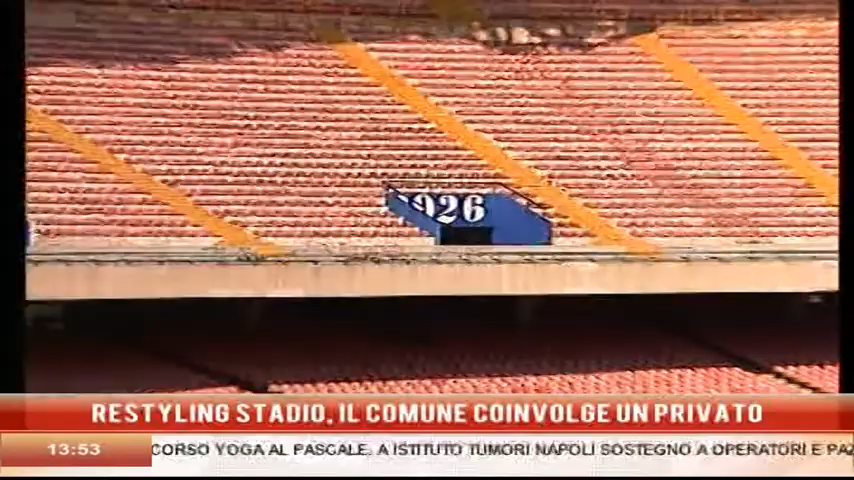 926
RESTYLING STADIO, IL COMUNE COINVOLGE UN PRIVATO
13:53
CORSO YOGA AL PASCALE. A ISTITUTO TUMORI NAPOLI SOSTEGNO A OPERATORI E PAZ